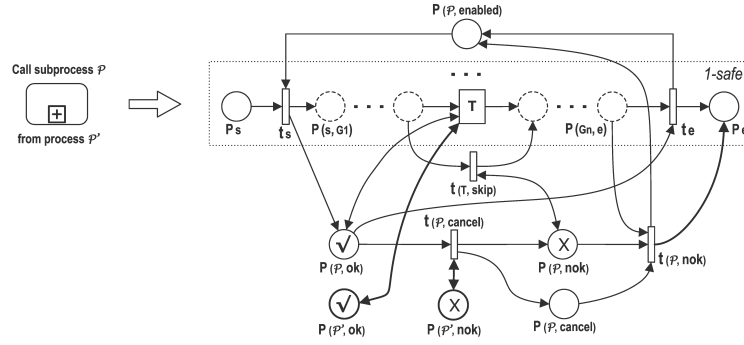 P (𝒫, enabled)
Call subprocess 𝒫
from process 𝒫'
1-safe
T
Ps
ts
P (s, G1)
P (Gn, e)
te
Pe
t (T, skip)
t (𝒫, cancel)
√
X
P (𝒫, ok)
P (𝒫, nok)
t (𝒫, nok)
√
X
P (𝒫', ok)
P (𝒫', nok)
P (𝒫, cancel)